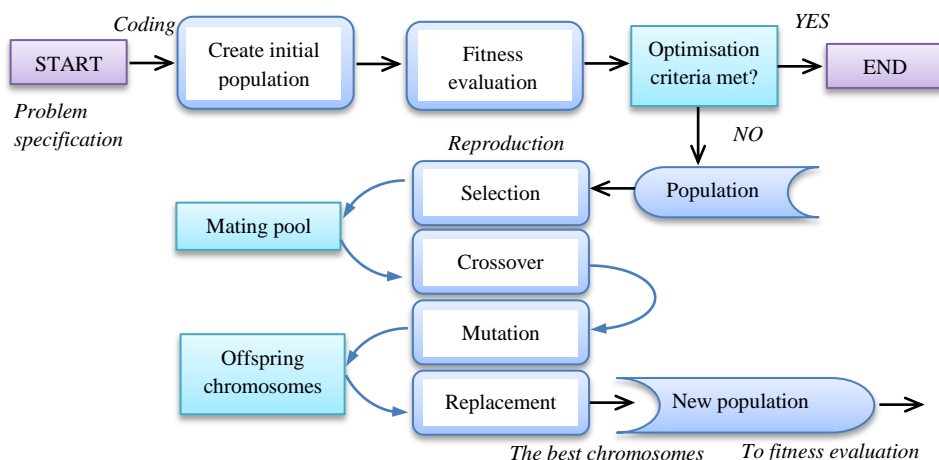 Coding
YES
START
Create initial
population
Fitness
evaluation
Optimisation
criteria met?
END
Problem
specification
NO
Reproduction
Selection
Population
Mating pool
Crossover
Mutation
Offspring
chromosomes
Replacement
New population
The best chromosomes
To fitness evaluation